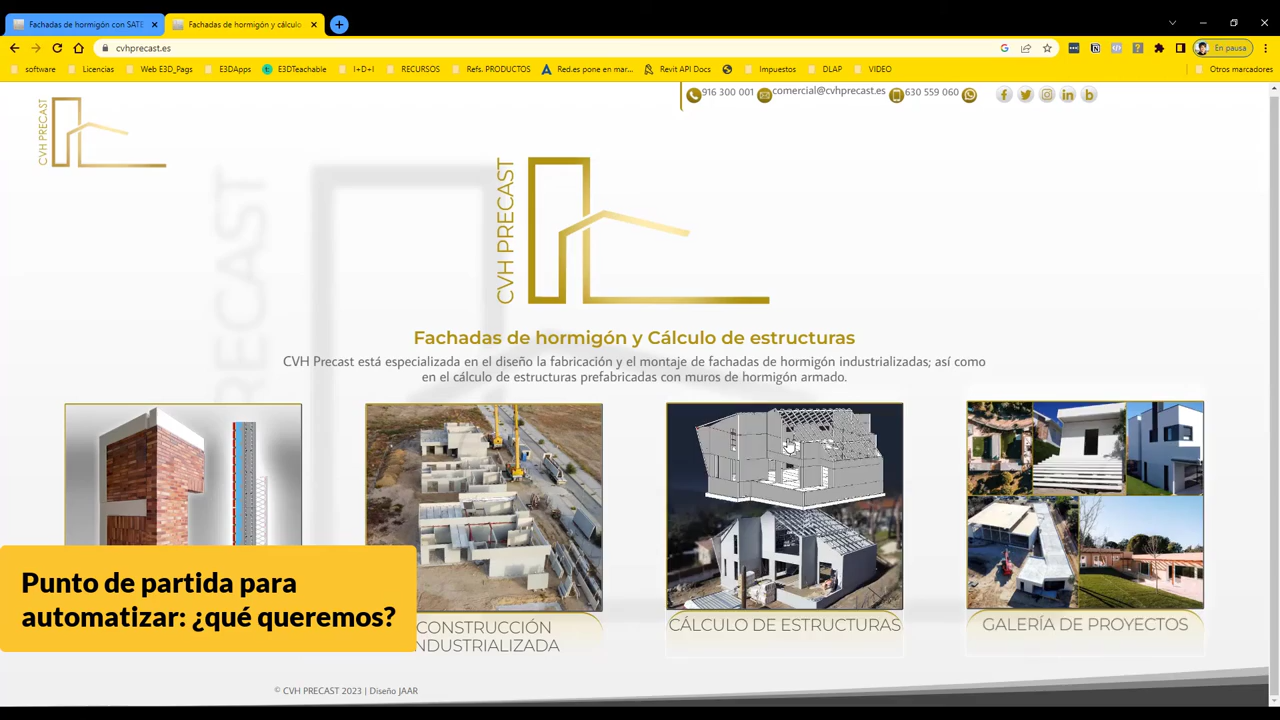 Fachadas de hormigón con SATE
Fachadas de hormigón y cálculo
cvhprecast.es
En pausa
software
Licencias
Web E3D_Pags
E3DApps
E3DTeachable
I+D+I
RECURSOS
Refs. PRODUCTOS
Red.es pone en mar...
Revit API Docs
Impuestos
DLAP
VIDEO
Otros marcadores
916 300 001
comercial@cvhprecast.es
630 559 060
CVH PRECAST
CVH PRECAST
PRECAST
Fachadas de hormigón y Cálculo de estructuras
CVH Precast está especializada en el diseño la fabricación y el montaje de fachadas de hormigón industrializadas; así como
en el cálculo de estructuras prefabricadas con muros de hormigón armado.
Punto de partida para
automatizar: ¿qué queremos?
CONSTRUCCIÓN
NDUSTRIALIZADA
CÁLCULO DE ESTRUCTURAS
GALERÍA DE PROYECTOS
© CVH PRECAST 2023 | Diseño JAAR